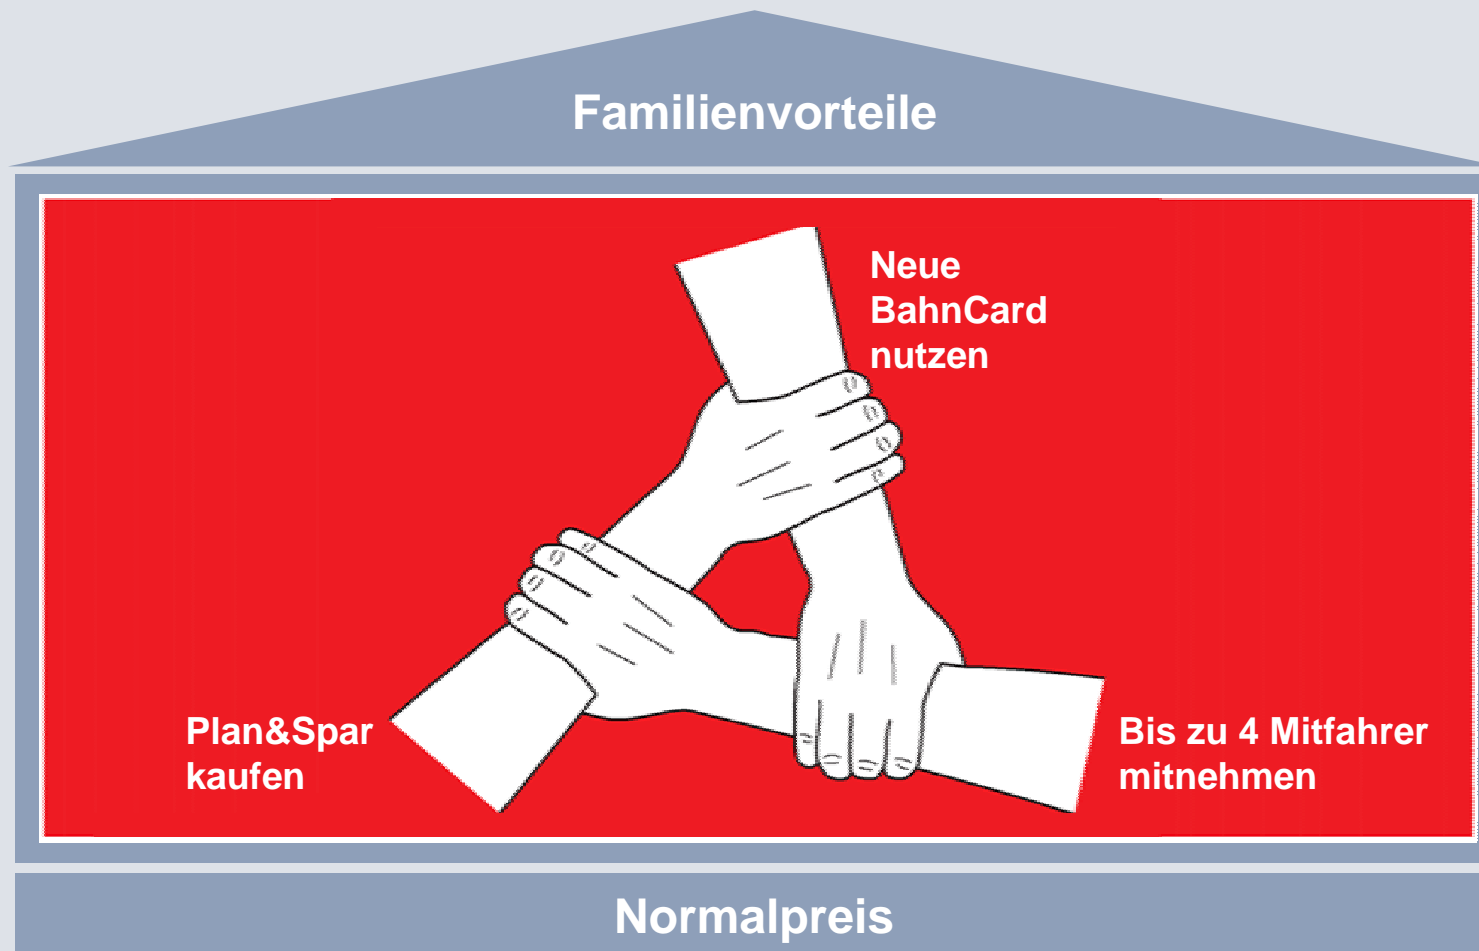 Familienvorteile
Neue
BahnCard
nutzen
Plan&Spar
kaufen
Bis zu 4 Mitfahrer
mitnehmen
Normalpreis